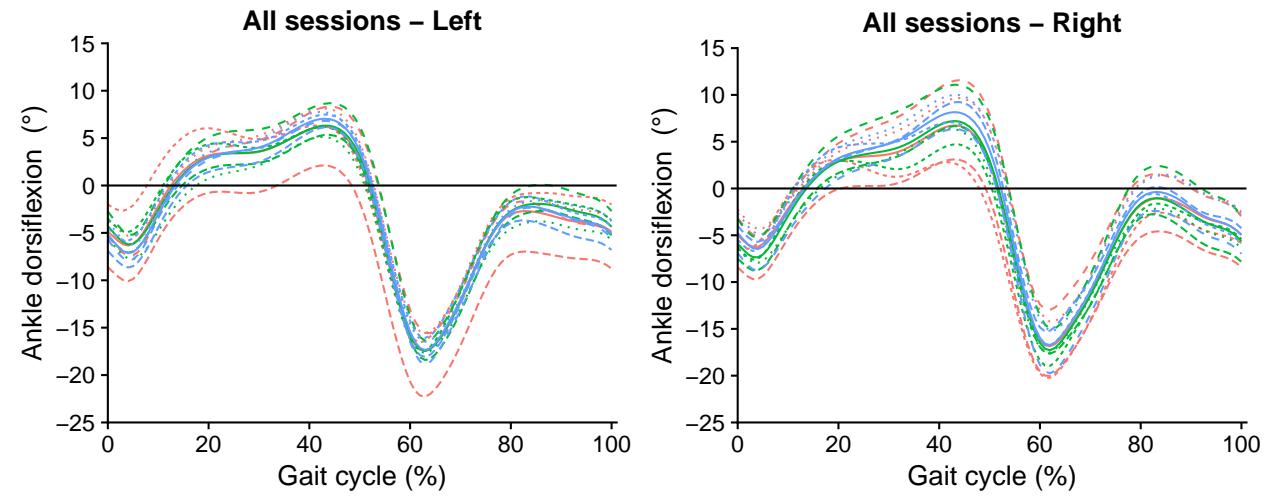 All sessions – Left
15
10
5
0
−5
−10
−15
−20
−25
Ankle dorsiflexion (°)
0 20 40 60 80 100
Gait cycle (%)
All sessions – Right
15
10
5
0
−5
−10
−15
−20
−25
Ankle dorsiflexion (°)
0 20 40 60 80 100
Gait cycle (%)